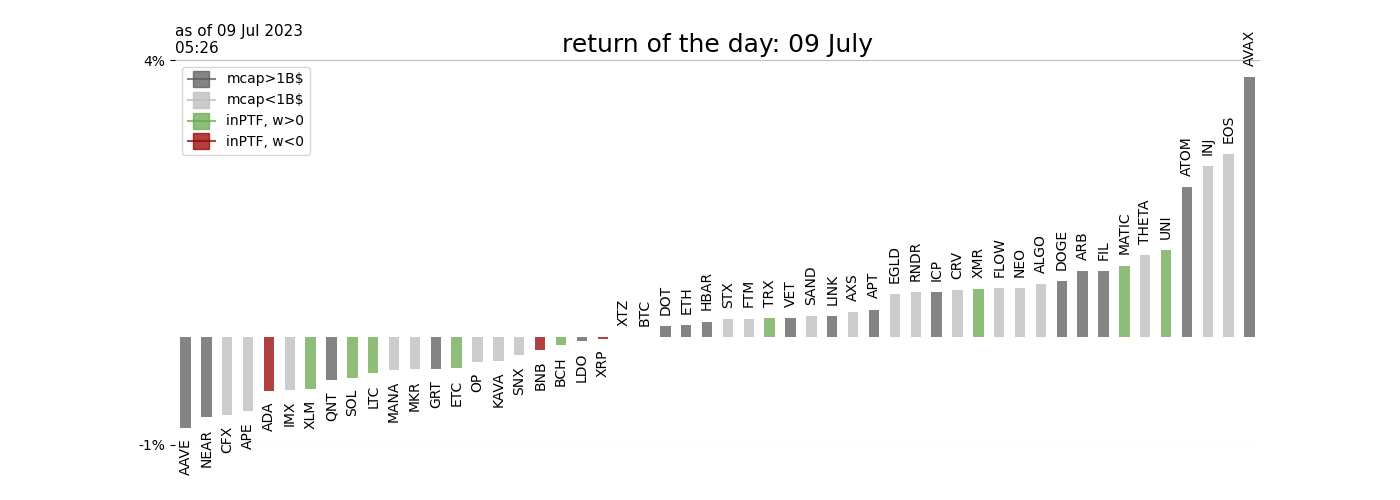 as of 09 Jul 2023
05:26
return of the day: 09 July
4%
mcap>1B$
mcap<1B$
inPTF, w>0
inPTF, w<0
-1%
AAVE
NEAR
CFX
APE
ADA
IMX
XLM
QNT
SOL
LTC
MANA
MKR
GRT
ETC
OP
KAVA
SNX
BNB
BCH
LDO
XRP
XTZ
BTC
DOT
ETH
HBAR
STX
FTM
TRX
VET
SAND
LINK
AXS
APT
EGLD
RNDR
ICP
CRV
XMR
FLOW
NEO
ALGO
DOGE
ARB
FIL
MATIC
THETA
UNI
ATOM
INJ
EOS
AVAX